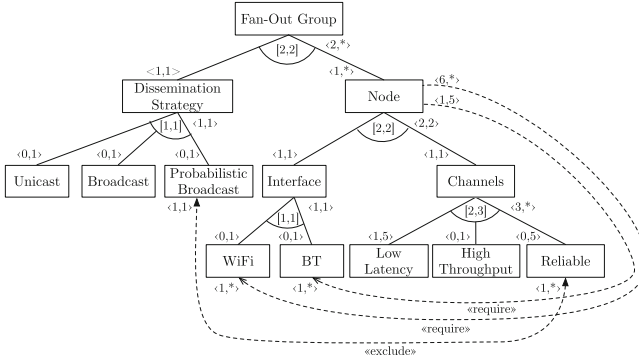 Fan-Out Group
[2,2]
‹2,*›
<1,1>
‹1,*›
Dissemination
Strategy
Node
‹6,*›
‹1,5›
[1,1]
‹1,1›
[2,2]
‹2,2›
‹0,1›
‹0,1›
‹0,1›
‹1,1›
‹1,1›
Unicast
Broadcast
Probabilistic
Broadcast
Interface
Channels
‹1,1›
[1,1]
‹1,1›
[2,3]
‹3,*›
‹0,1›
‹0,1›
‹1,5›
‹0,1›
‹0,5›
WiFi
BT
Low
Latency
High
Throughput
Reliable
‹1,*›
‹1,*›
‹1,*›
«require»
«require»
«exclude»